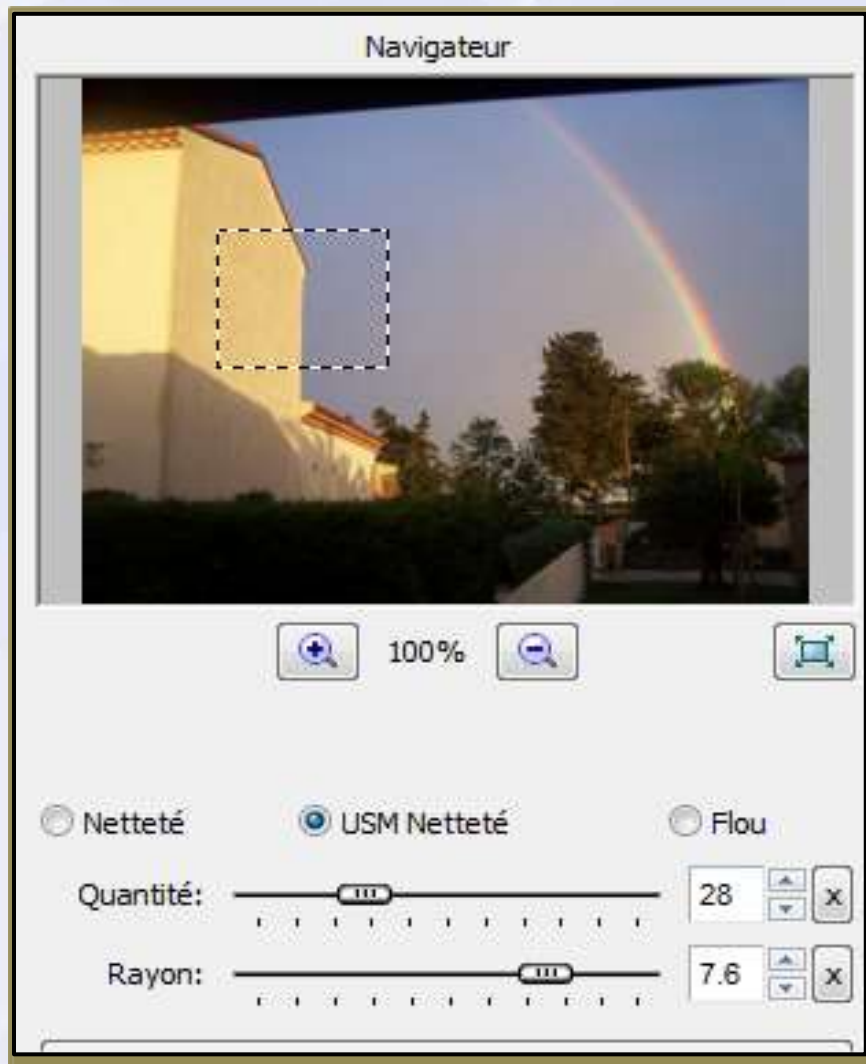 Navigateur
100%
Netteté USM Netteté Flou
Quantité: 28 x
Rayon: 7.6 x